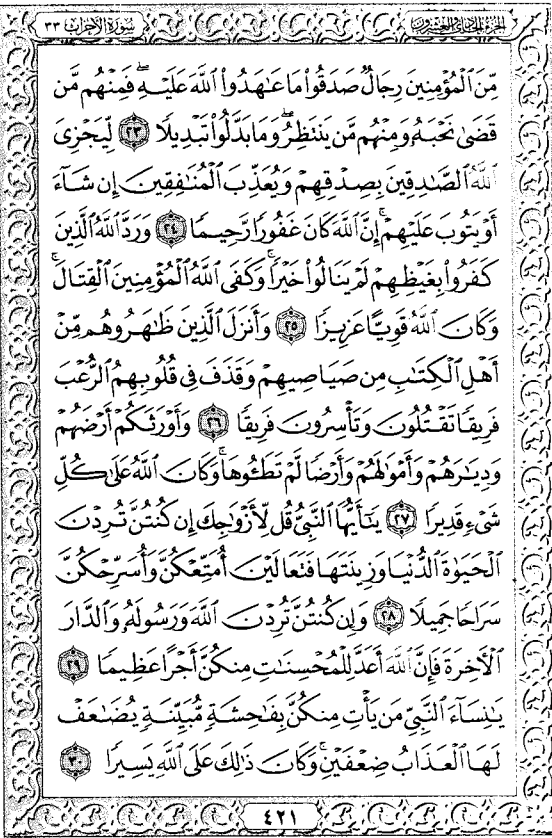 الجزء الحادي والعشرون سورة الأحزاب ٣٣
مِّنَ ٱلْمُؤْمِنِينَ رِجَالٌ صَدَقُوا۟ مَا عَٰهَدُوا۟ ٱللَّهَ عَلَيْهِ ۖ فَمِنْهُم مَّن
قَضَىٰ نَحْبَهُۥ وَمِنْهُم مَّن يَنتَظِرُ ۖ وَمَا بَدَّلُوا۟ تَبْدِيلًا ٢٣ لِّيَجْزِىَ
ٱللَّهُ ٱلصَّٰدِقِينَ بِصِدْقِهِمْ وَيُعَذِّبَ ٱلْمُنَٰفِقِينَ إِن شَآءَ
أَوْ يَتُوبَ عَلَيْهِمْ ۚ إِنَّ ٱللَّهَ كَانَ غَفُورًا رَّحِيمًا ٢٤ وَرَدَّ ٱللَّهُ ٱلَّذِينَ
كَفَرُوا۟ بِغَيْظِهِمْ لَمْ يَنَالُوا۟ خَيْرًا ۚ وَكَفَى ٱللَّهُ ٱلْمُؤْمِنِينَ ٱلْقِتَالَ ۚ
وَكَانَ ٱللَّهُ قَوِيًّا عَزِيزًا ٢٥ وَأَنزَلَ ٱلَّذِينَ ظَٰهَرُوهُم مِّنْ
أَهْلِ ٱلْكِتَٰبِ مِن صَيَاصِيهِمْ وَقَذَفَ فِى قُلُوبِهِمُ ٱلرُّعْبَ
فَرِيقًا تَقْتُلُونَ وَتَأْسِرُونَ فَرِيقًا ٢٦ وَأَوْرَثَكُمْ أَرْضَهُمْ
وَدِيَٰرَهُمْ وَأَمْوَٰلَهُمْ وَأَرْضًا لَّمْ تَطَـُٔوهَا ۚ وَكَانَ ٱللَّهُ عَلَىٰ كُلِّ
شَىْءٍ قَدِيرًا ٢٧ يَٰٓأَيُّهَا ٱلنَّبِىُّ قُل لِّأَزْوَٰجِكَ إِن كُنتُنَّ تُرِدْنَ
ٱلْحَيَوٰةَ ٱلدُّنْيَا وَزِينَتَهَا فَتَعَالَيْنَ أُمَتِّعْكُنَّ وَأُسَرِّحْكُنَّ
سَرَاحًا جَمِيلًا ٢٨ وَإِن كُنتُنَّ تُرِدْنَ ٱللَّهَ وَرَسُولَهُۥ وَٱلدَّارَ
ٱلْـَٔاخِرَةَ فَإِنَّ ٱللَّهَ أَعَدَّ لِلْمُحْسِنَٰتِ مِنكُنَّ أَجْرًا عَظِيمًا ٢٩
يَٰنِسَآءَ ٱلنَّبِىِّ مَن يَأْتِ مِنكُنَّ بِفَٰحِشَةٍ مُّبَيِّنَةٍ يُضَٰعَفْ
لَهَا ٱلْعَذَابُ ضِعْفَيْنِ ۚ وَكَانَ ذَٰلِكَ عَلَى ٱللَّهِ يَسِيرًا ٣٠
٤٢١